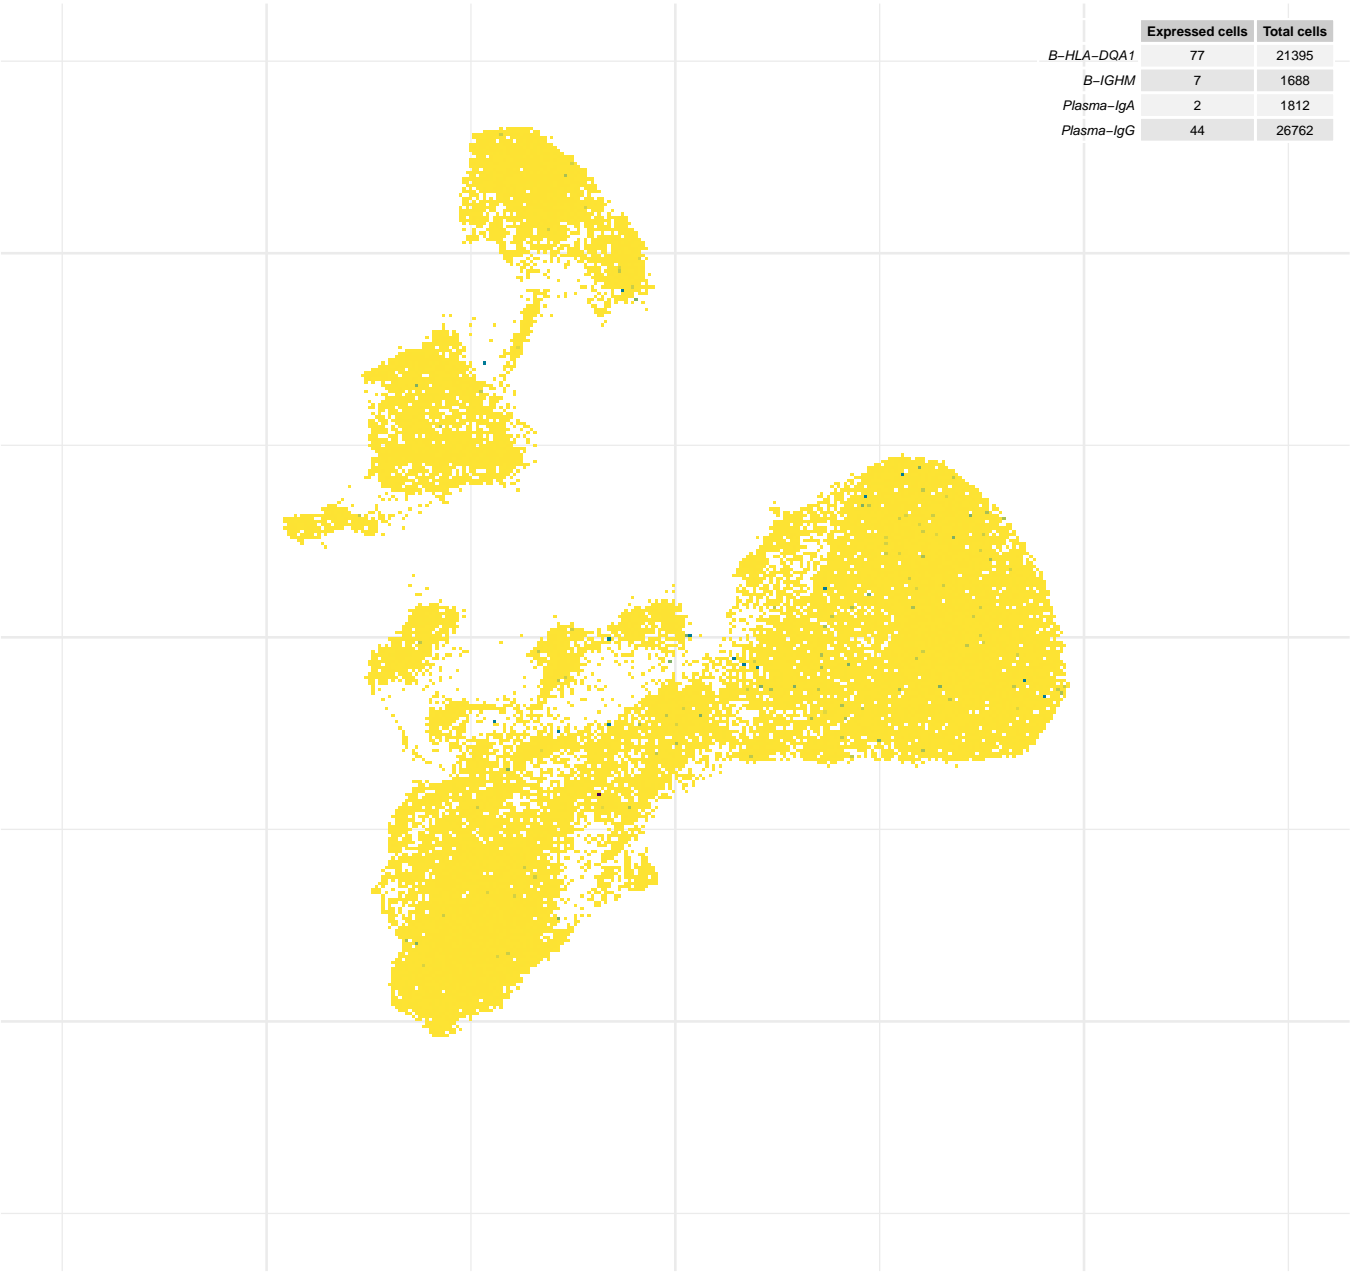 Expressed cells Total cells
B−HLA−DQA1 77 21395
B−IGHM 7 1688
Plasma−IgA 2 1812
Plasma−IgG 44 26762